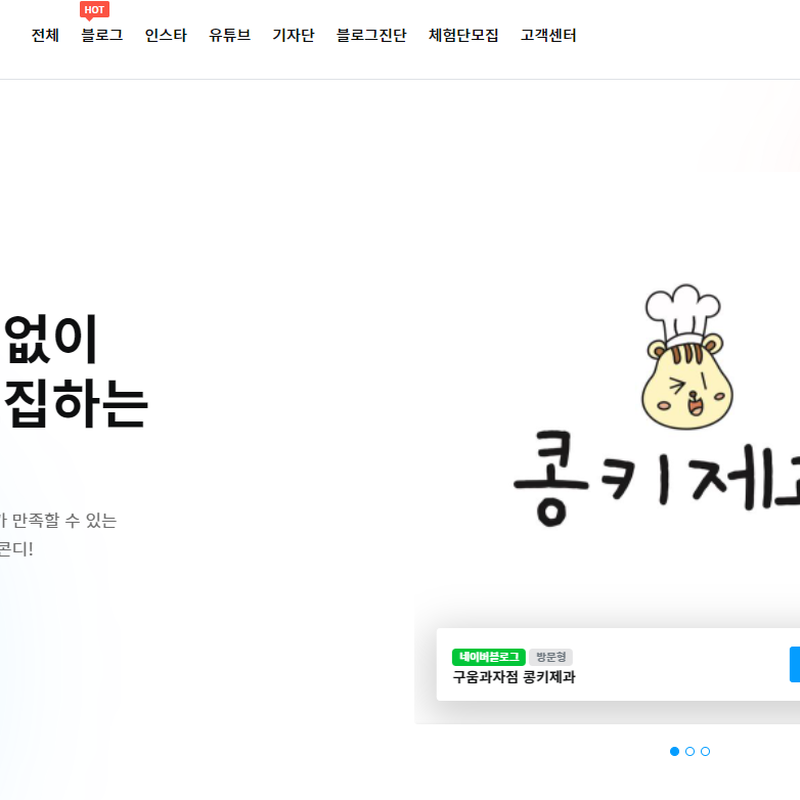 HOT
전체 블로그 인스타 유튜브 기자단 블로그진단 체험단모집 고객센터
없이
집하는
가 만족할 수 있는
콘디!
콩키제과
네이버블로그 방문형
구움과자점 콩키제과